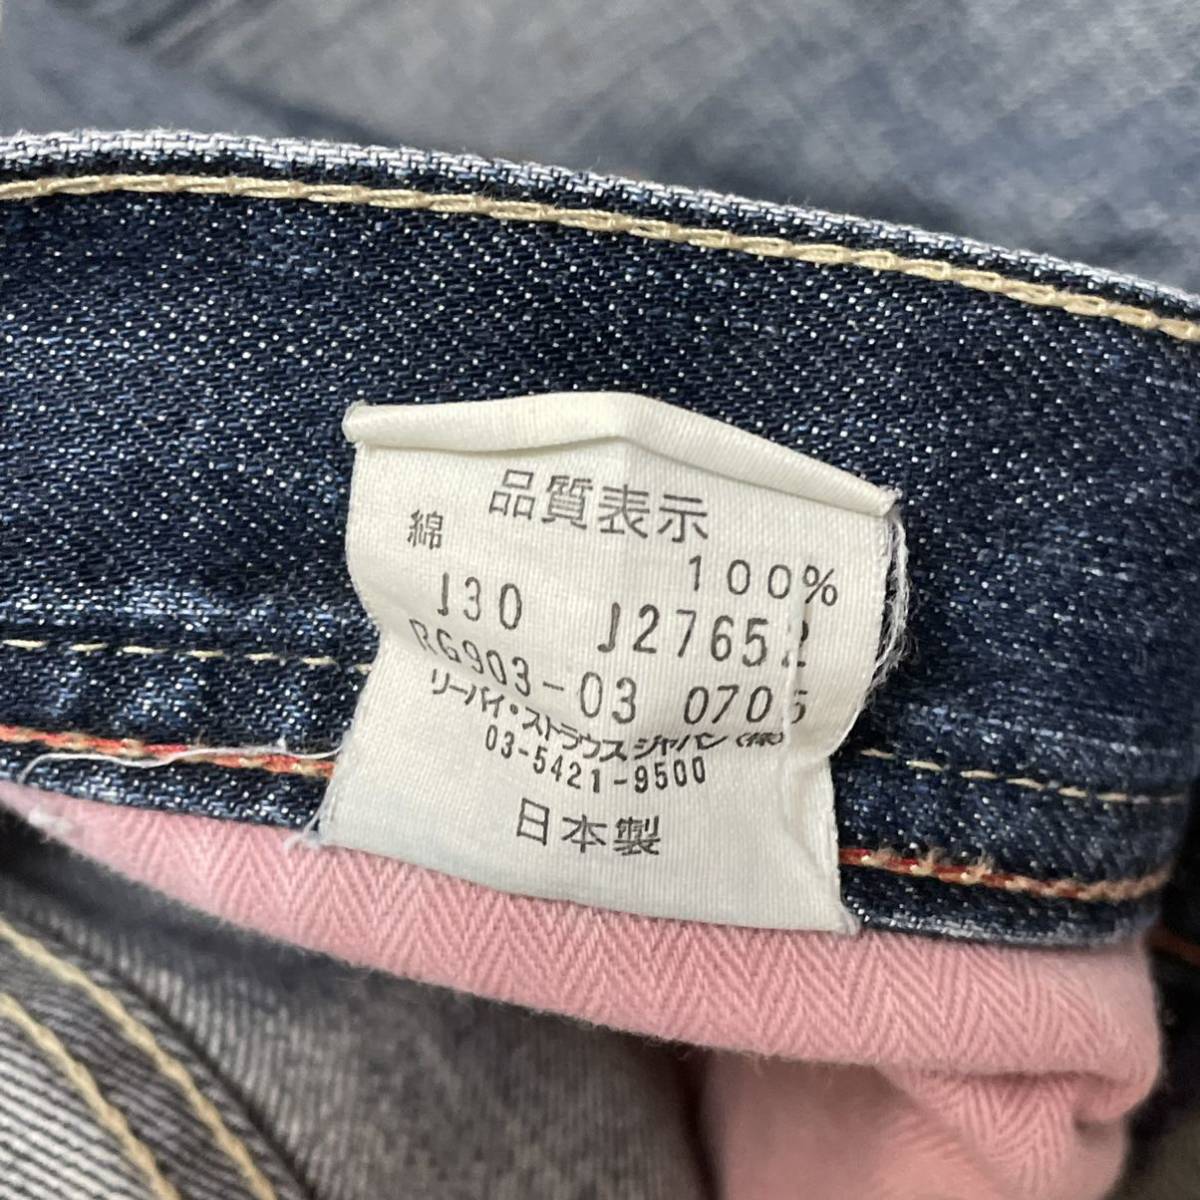 品質表示
綿 100%
J30 J27652
RG903-03 0705
リーバイ・ストラウス ジャパン(株)
03-5421-9500
日本製